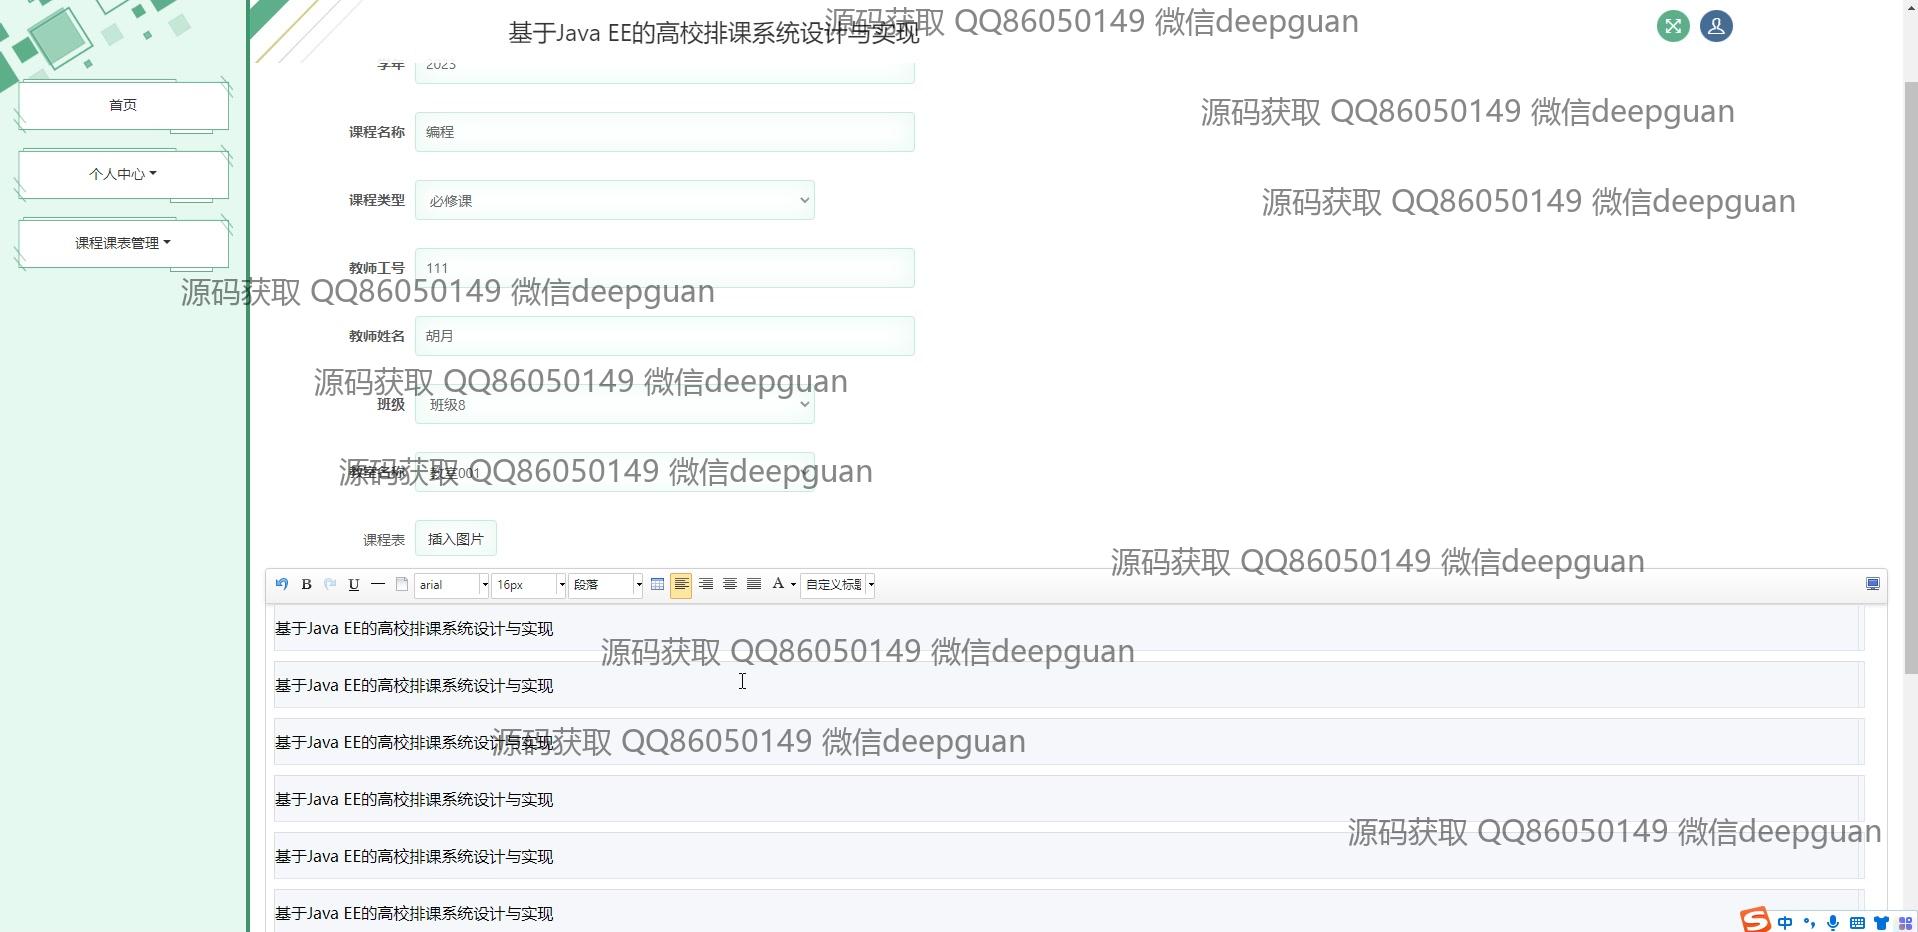 基于Java EE的高校排课系统设计与实现
源码获取 QQ86050149 微信deepguan
首页
个人中心
课程课表管理
学年 2023
课程名称 编程
源码获取 QQ86050149 微信deepguan
课程类型 必修课
源码获取 QQ86050149 微信deepguan
教师工号 111
源码获取 QQ86050149 微信deepguan
教师姓名 胡月
源码获取 QQ86050149 微信deepguan
班级 班级8
教室名称 教室001
源码获取 QQ86050149 微信deepguan
课程表 插入图片
源码获取 QQ86050149 微信deepguan
B U arial 16px 段落 A 自定义标题
基于Java EE的高校排课系统设计与实现
源码获取 QQ86050149 微信deepguan
基于Java EE的高校排课系统设计与实现
基于Java EE的高校排课系统设计与实现
源码获取 QQ86050149 微信deepguan
基于Java EE的高校排课系统设计与实现
源码获取 QQ86050149 微信deepguan
基于Java EE的高校排课系统设计与实现
基于Java EE的高校排课系统设计与实现
S 中